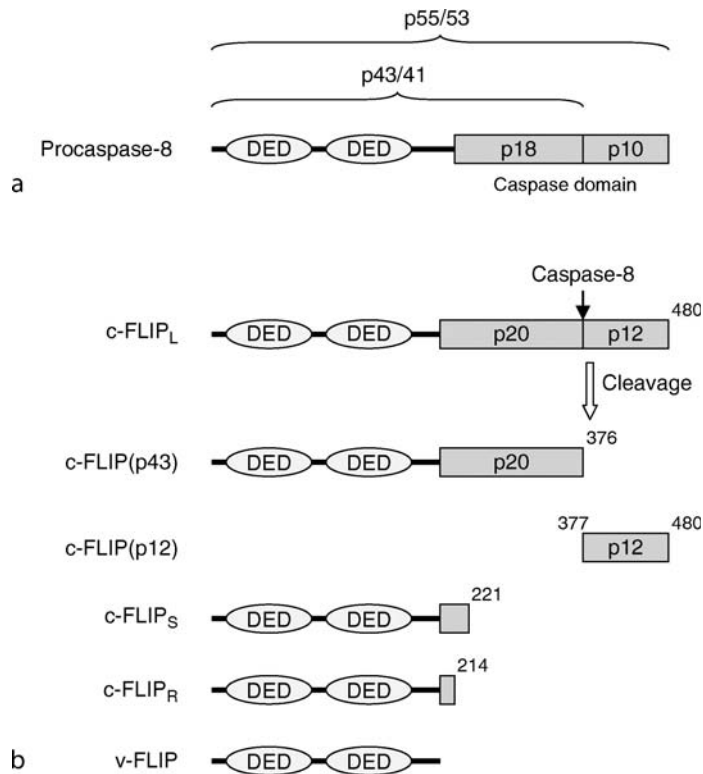 p55/53
p43/41
Procaspase-8 DED DED p18 p10
Caspase domain
a
Caspase-8
480
c-FLIPL DED DED p20 p12
Cleavage
376
c-FLIP(p43) DED DED p20
377 480
c-FLIP(p12) p12
221
c-FLIPS DED DED
214
c-FLIPR DED DED
b v-FLIP DED DED